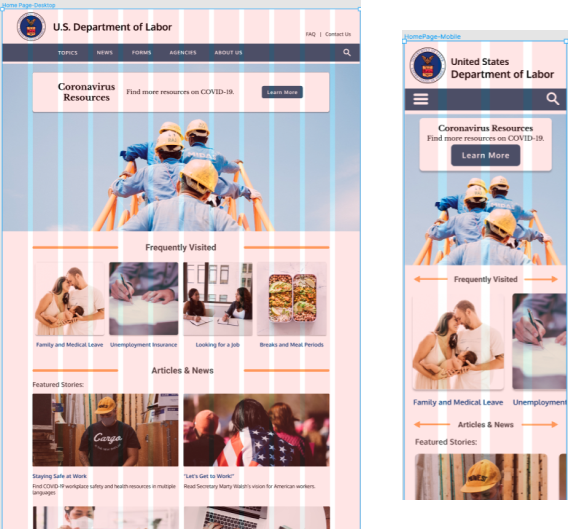 Home Page-Desktop
U.S. Department of Labor
FAQ | Contact Us
TOPICS NEWS FORMS AGENCIES ABOUT US
Coronavirus
Resources
Find more resources on COVID-19.
Learn More
Frequently Visited
Family and Medical Leave Unemployment Insurance Looking for a Job Breaks and Meal Periods
Articles & News
Featured Stories:
Cargo
Staying Safe at Work
Find COVID-19 workplace safety and health resources in multiple
languages
"Let's Get to Work!"
Read Secretary Marty Walsh's vision for American workers.
HomePage-Mobile
United States
Department of Labor
Coronavirus Resources
Find more resources on COVID-19.
Learn More
Frequently Visited
Family and Medical Leave Unemployment
Articles & News
Featured Stories: